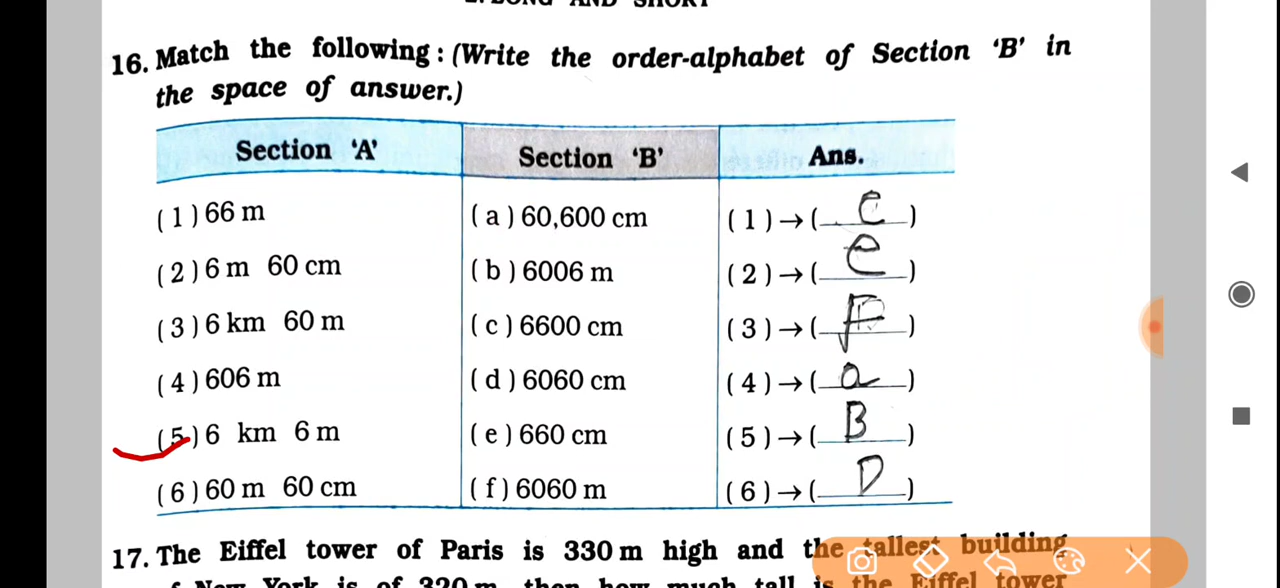 16. Match the following : (Write the order-alphabet of Section ‘B’ in
the space of answer.)
Section ‘A’ Section ‘B’ Ans.
( 1 ) 66 m ( a ) 60,600 cm ( 1 ) → ( C )
( 2 ) 6 m 60 cm ( b ) 6006 m ( 2 ) → ( e )
( 3 ) 6 km 60 m ( c ) 6600 cm ( 3 ) → ( F )
( 4 ) 606 m ( d ) 6060 cm ( 4 ) → ( a )
( 5 ) 6 km 6 m ( e ) 660 cm ( 5 ) → ( B )
( 6 ) 60 m 60 cm ( f ) 6060 m ( 6 ) → ( D )
17. The Eiffel tower of Paris is 330 m high and the tallest building